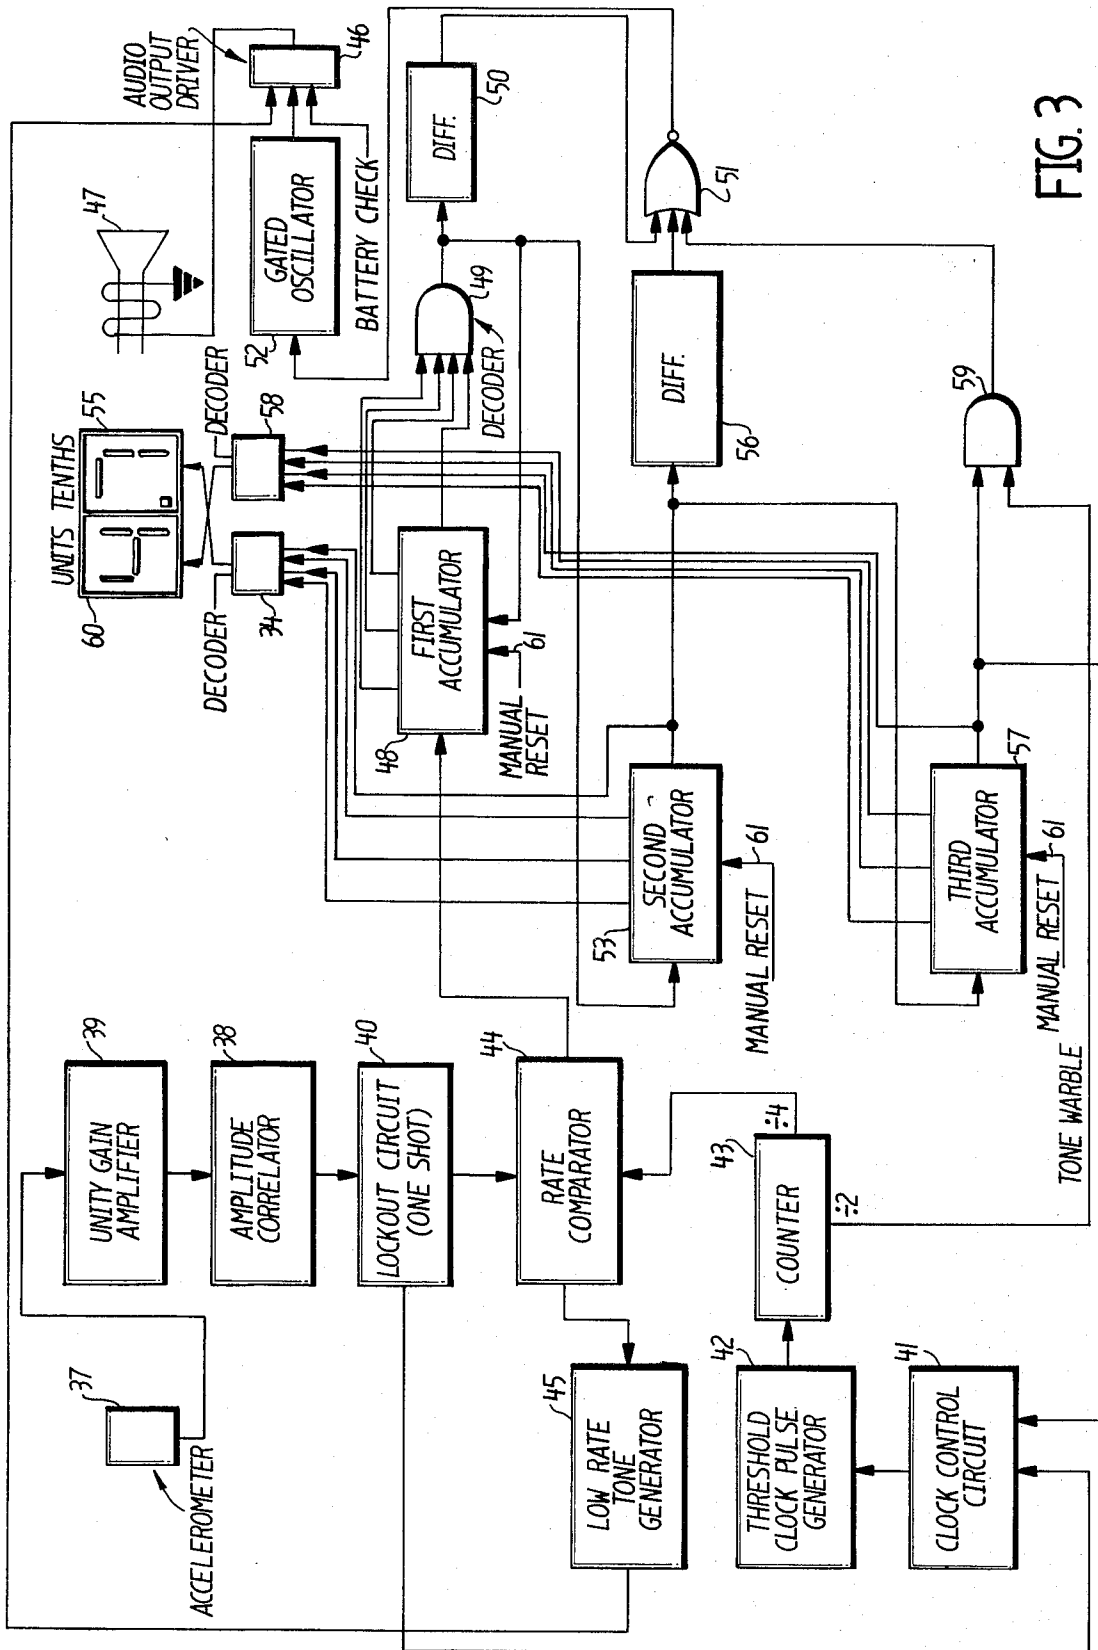 ACCELEROMETER
37
UNITY GAIN
AMPLIFIER
39
AMPLITUDE
CORRELATOR
38
LOCKOUT CIRCUIT
(ONE SHOT)
40
RATE
COMPARATOR
44
LOW RATE
TONE
GENERATOR
45
THRESHOLD
CLOCK PULSE
GENERATOR
42
CLOCK CONTROL
CIRCUIT
41
COUNTER
43
÷4
÷2
TONE WARBLE
FIRST
ACCUMULATOR
48
MANUAL
RESET
61
SECOND
ACCUMULATOR
53
MANUAL RESET
61
THIRD
ACCUMULATOR
57
MANUAL RESET
61
UNITS TENTHS
60
55
DECODER
34
DECODER
58
47
AUDIO
OUTPUT
DRIVER
46
GATED
OSCILLATOR
52
BATTERY CHECK
DECODER
49
DIFF.
50
DIFF.
56
51
59
FIG. 3